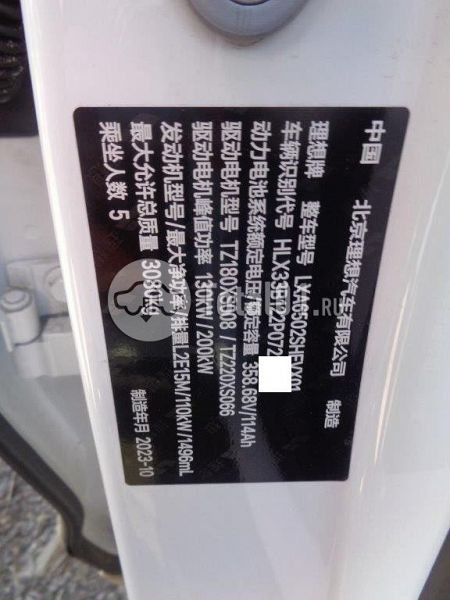 中国 北京理想汽车有限公司 制造
理想牌 整车型号 LXA6502SHEVX01
车辆识别代号 HLX33B122P072
动力电池系统额定电压/额定容量 358.68V/114Ah
驱动电机型号 TZ180XS008 / TZ220XS066
驱动电机峰值功率 130kW / 200kW
发动机型号/最大净功率/排量 L2E15M/110kW/1496mL
最大允许总质量 3080kg
乘坐人数 5 制造年月 2023-10